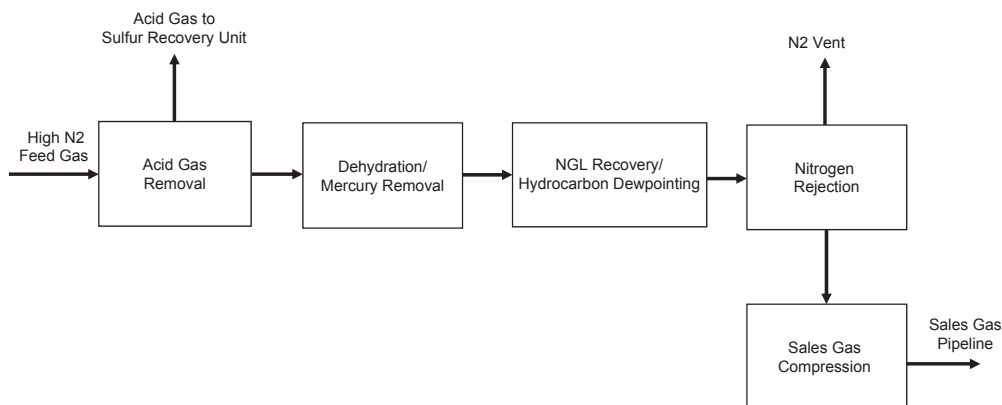 Acid Gas to
Sulfur Recovery Unit
N2 Vent
High N2
Feed Gas
Acid Gas
Removal
Dehydration/
Mercury Removal
NGL Recovery/
Hydrocarbon Dewpointing
Nitrogen
Rejection
Sales Gas
Compression
Sales Gas
Pipeline